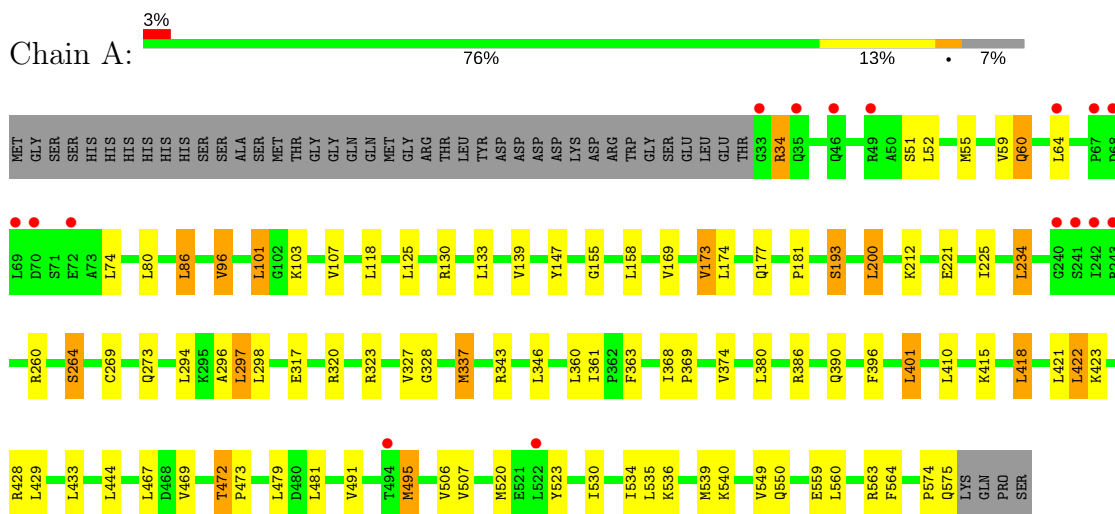 3%
Chain A:
76% 13% • 7%
MET GLY SER SER HIS HIS HIS HIS HIS HIS SER SER ALA SER MET THR GLY GLY GLN GLN MET GLY ARG THR LEU TYR ASP ASP ASP ASP LYS ASP ARG TRP GLY SER GLU LEU GLU THR G33 R34 Q35 Q46 R49 A50 S51 L52 M55 V59 Q60 L64 P67 D68
L69 D70 S71 E72 A73 L74 L80 L86 V96 L101 G102 K103 V107 L118 L125 R130 L133 V139 Y147 G155 L158 V169 V173 L174 Q177 P181 S193 L200 K212 E221 I225 L234 G240 S241 I242
R260 S264 C269 Q273 L294 K295 A296 L297 L298 E317 R320 R323 V327 G328 M337 R343 L346 L360 I361 P362 F363 I368 P369 V374 L380 R386 Q390 F396 L401 L410 K415 L418 L421 L422 K423
R428 L429 L433 L444 L467 D468 V469 T472 P473 L479 D480 L481 V491 T494 M495 V506 V507 M520 E521 L522 Y523 I530 I534 L535 K536 M539 K540 V549 Q550 E559 L560 R563 F564 P574 Q575 LYS GLN PRO SER